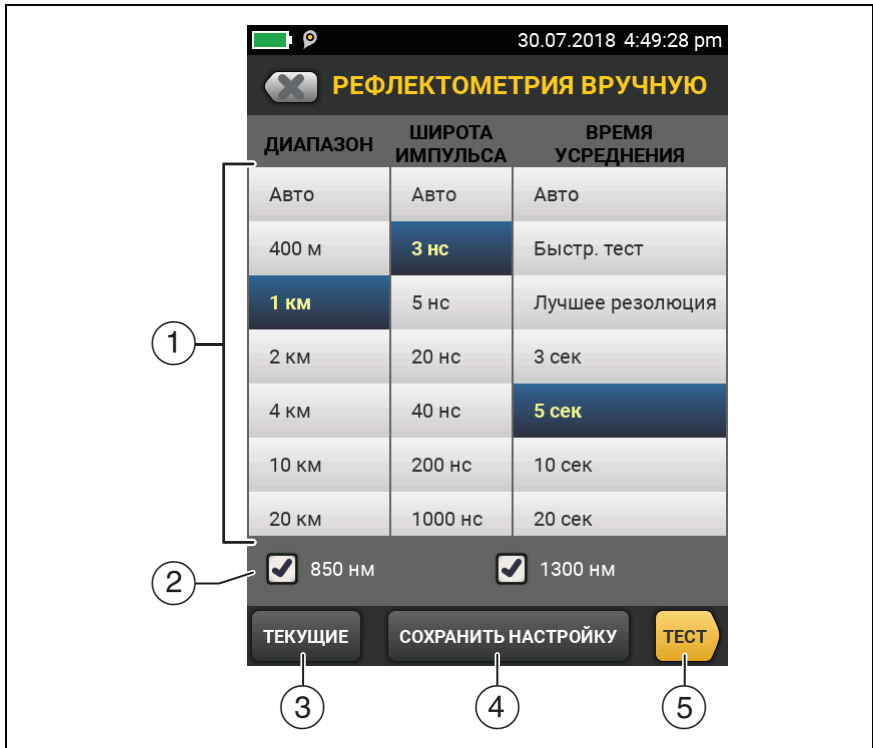 30.07.2018 4:49:28 pm
РЕФЛЕКТОМЕТРИЯ ВРУЧНУЮ
ДИАПАЗОН
ШИРОТА
ИМПУЛЬСА
ВРЕМЯ
УСРЕДНЕНИЯ
Авто Авто Авто
400 м 3 нс Быстр. тест
1 км 5 нс Лучшее резолюция
2 км 20 нс 3 сек
4 км 40 нс 5 сек
10 км 200 нс 10 сек
20 км 1000 нс 20 сек
850 нм 1300 нм
ТЕКУЩИЕ СОХРАНИТЬ НАСТРОЙКУ ТЕСТ
1
2
3 4 5